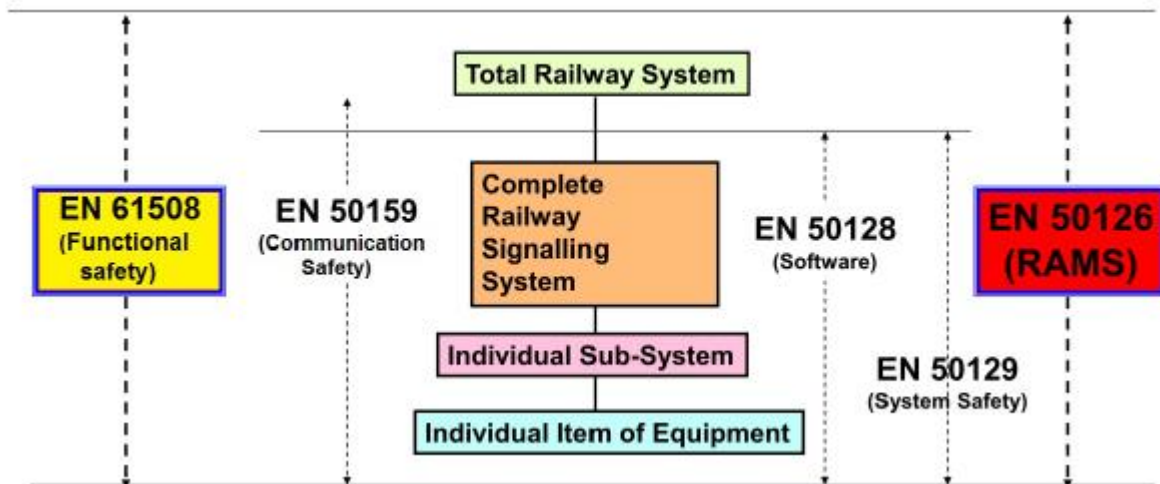 Total Railway System
EN 61508
(Functional
safety)
EN 50159
(Communication
Safety)
Complete
Railway
Signalling
System
EN 50128
(Software)
EN 50126
(RAMS)
Individual Sub-System
EN 50129
(System Safety)
Individual Item of Equipment